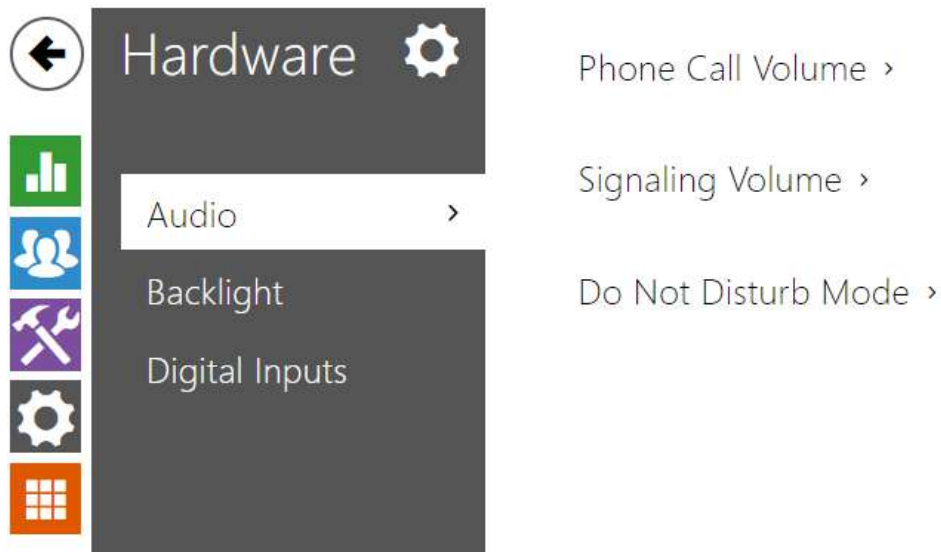 Hardware
Audio
Backlight
Digital Inputs
Phone Call Volume
Signaling Volume
Do Not Disturb Mode